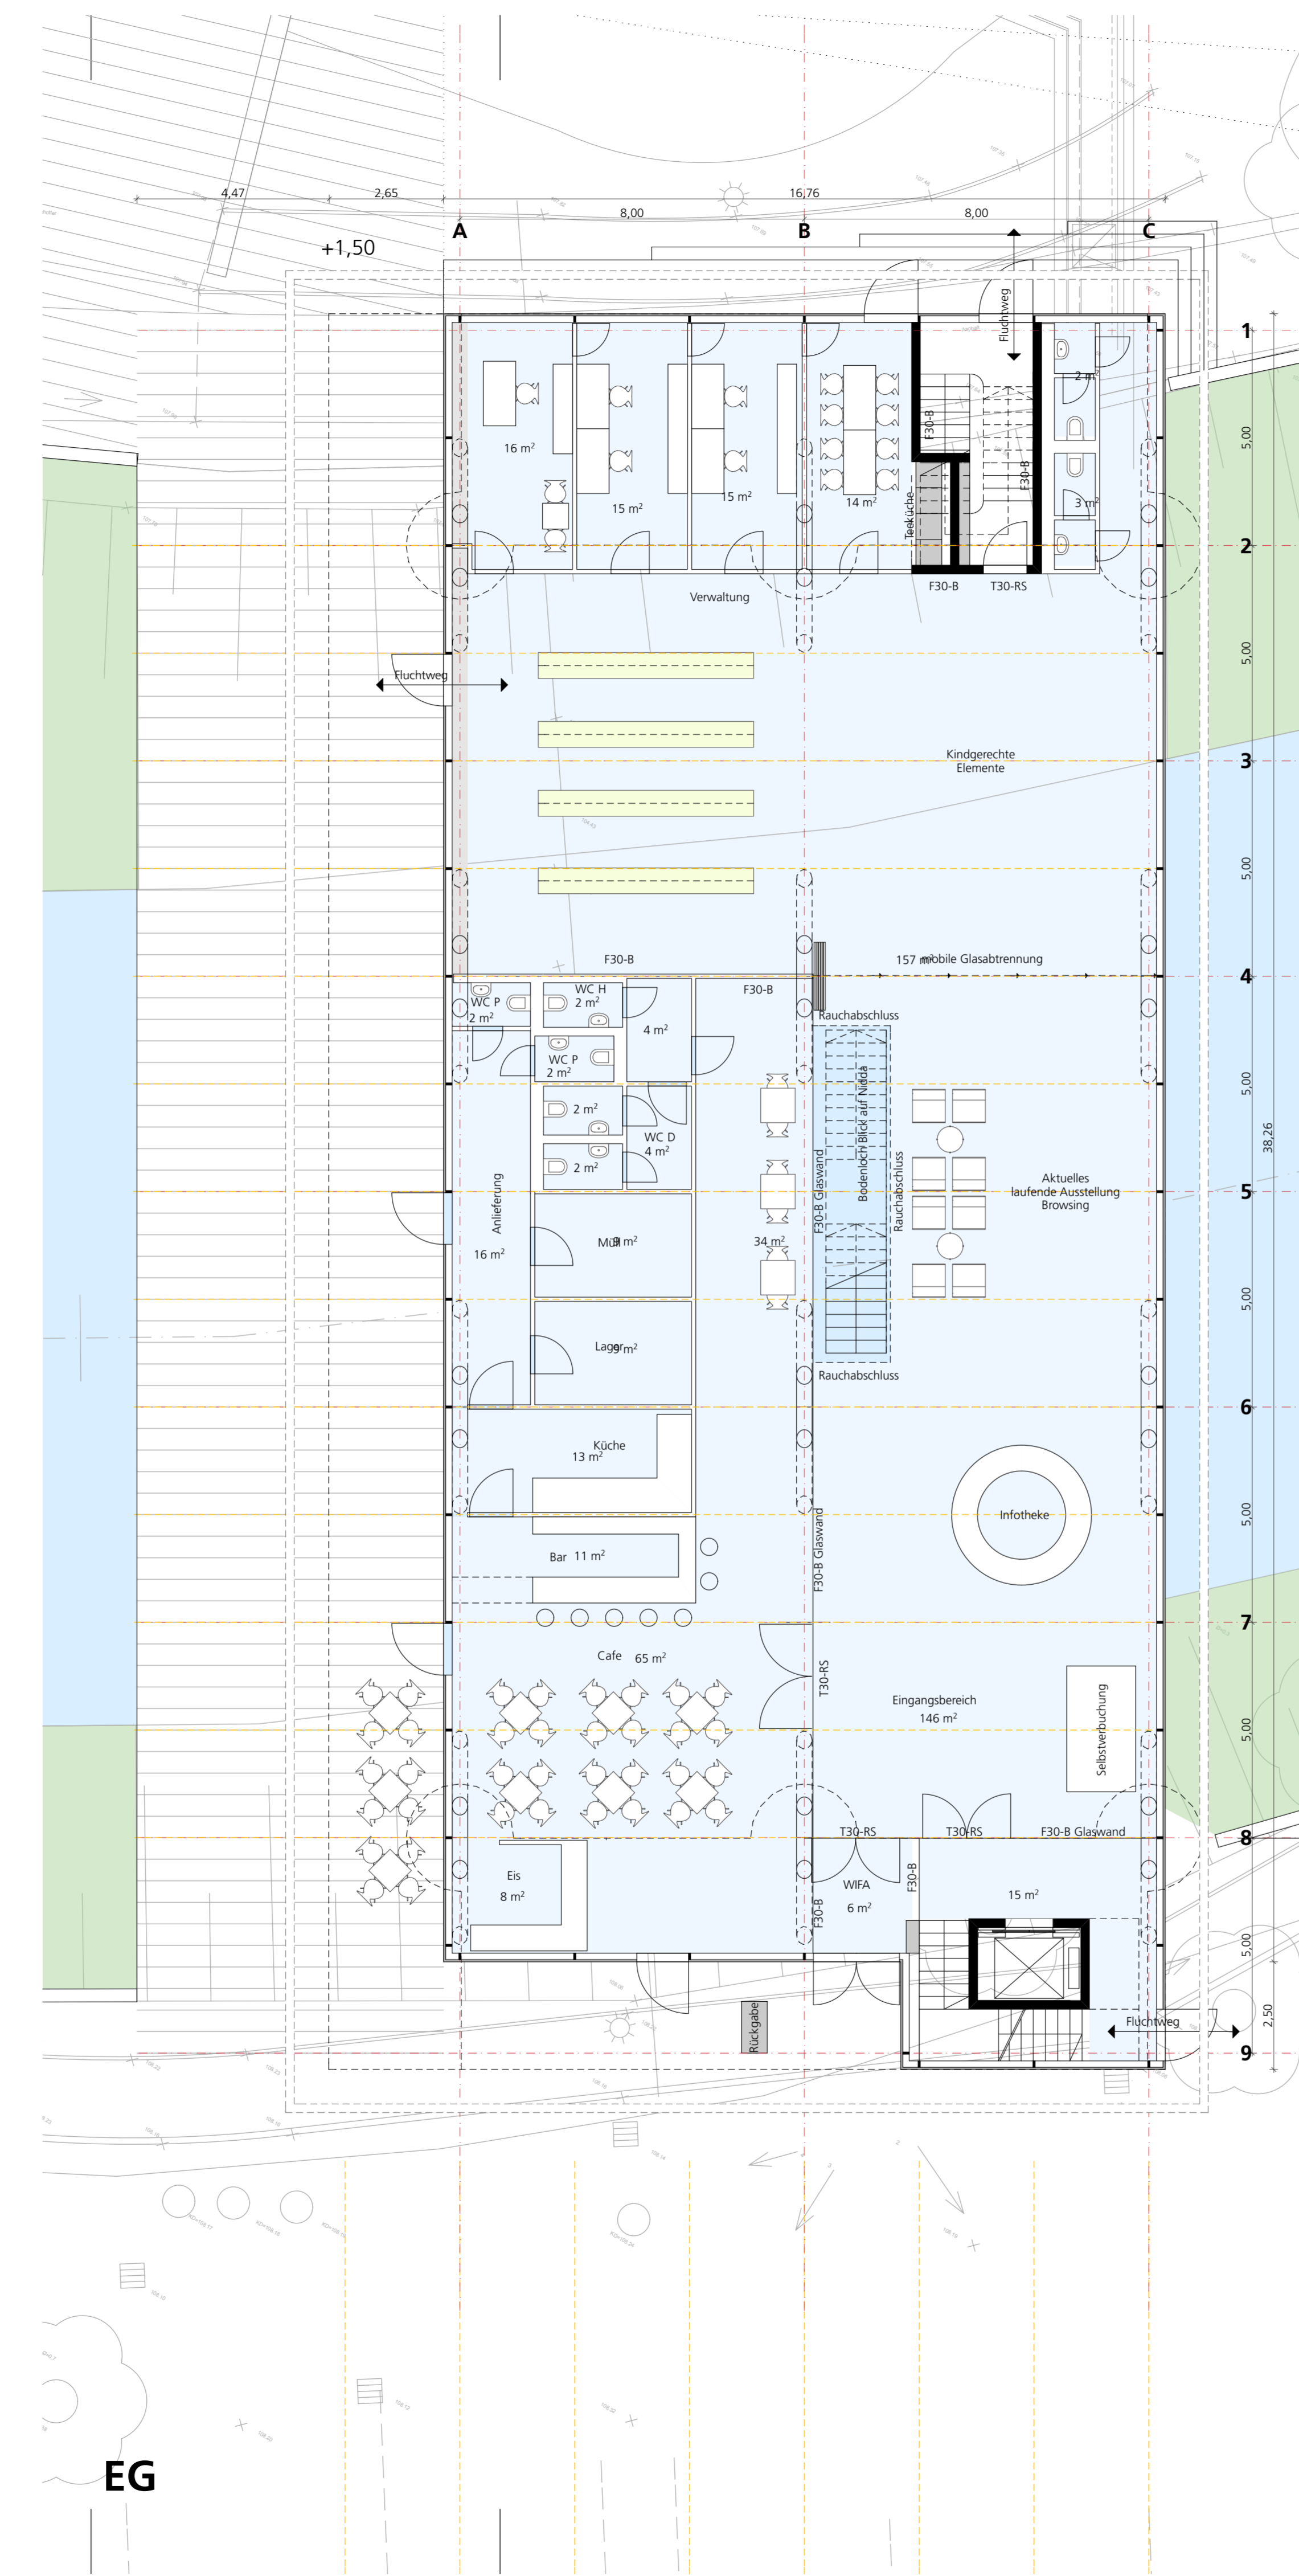 4,47
2,65
16,76
8,00
8,00
A
B
C
+1,50
Fluchtweg
1
2 m²
5,00
F30-B
16 m²
F30-B
15 m²
15 m²
14 m²
3 m²
Teeküche
2
F30-B
T30-RS
Verwaltung
5,00
Fluchtweg
Kindgerechte
Elemente
3
5,00
F30-B
157 m²
mobile Glasabtrennung
4
WC P
2 m²
WC H
2 m²
F30-B
Rauchabschluss
4 m²
WC P
2 m²
5,00
Bodenloch Blick auf Nidda
2 m²
WC D
4 m²
38,26
2 m²
F30-B Glaswand
Rauchabschluss
Aktuelles
laufende Ausstellung
Browsing
5
Anlieferung
16 m²
Müll
9 m²
34 m²
5,00
Lager
9 m²
Rauchabschluss
6
Küche
13 m²
Infotheke
5,00
F30-B Glaswand
Bar
11 m²
7
Cafe
65 m²
T30-RS
Eingangsbereich
146 m²
Selbstverbuchung
5,00
T30-RS
T30-RS
F30-B Glaswand
8
Eis
8 m²
WIFA
6 m²
F30-B
F30-B
15 m²
5,00
2,50
Rückgabe
Fluchtweg
9
EG